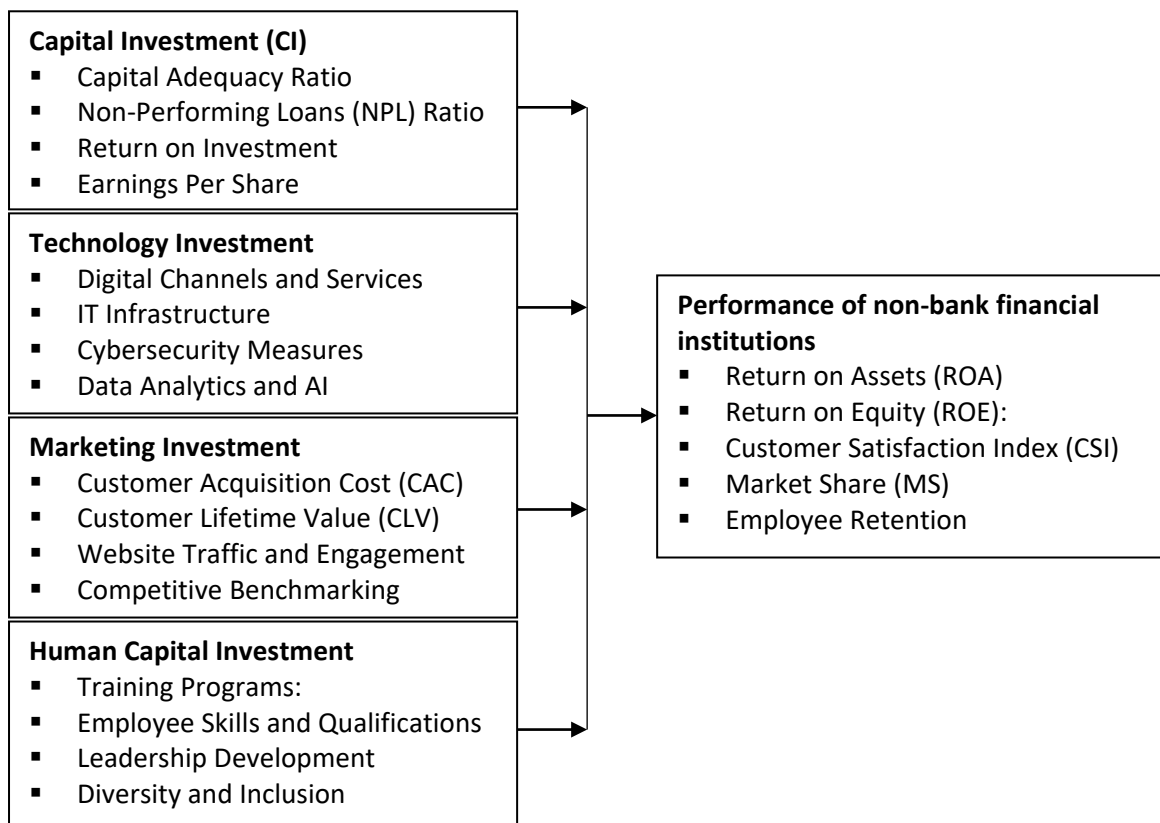 Capital Investment (CI)
▪ Capital Adequacy Ratio
▪ Non-Performing Loans (NPL) Ratio
▪ Return on Investment
▪ Earnings Per Share
Technology Investment
▪ Digital Channels and Services
▪ IT Infrastructure
▪ Cybersecurity Measures
▪ Data Analytics and AI
Marketing Investment
▪ Customer Acquisition Cost (CAC)
▪ Customer Lifetime Value (CLV)
▪ Website Traffic and Engagement
▪ Competitive Benchmarking
Human Capital Investment
▪ Training Programs:
▪ Employee Skills and Qualifications
▪ Leadership Development
▪ Diversity and Inclusion
Performance of non-bank financial
institutions
▪ Return on Assets (ROA)
▪ Return on Equity (ROE):
▪ Customer Satisfaction Index (CSI)
▪ Market Share (MS)
▪ Employee Retention